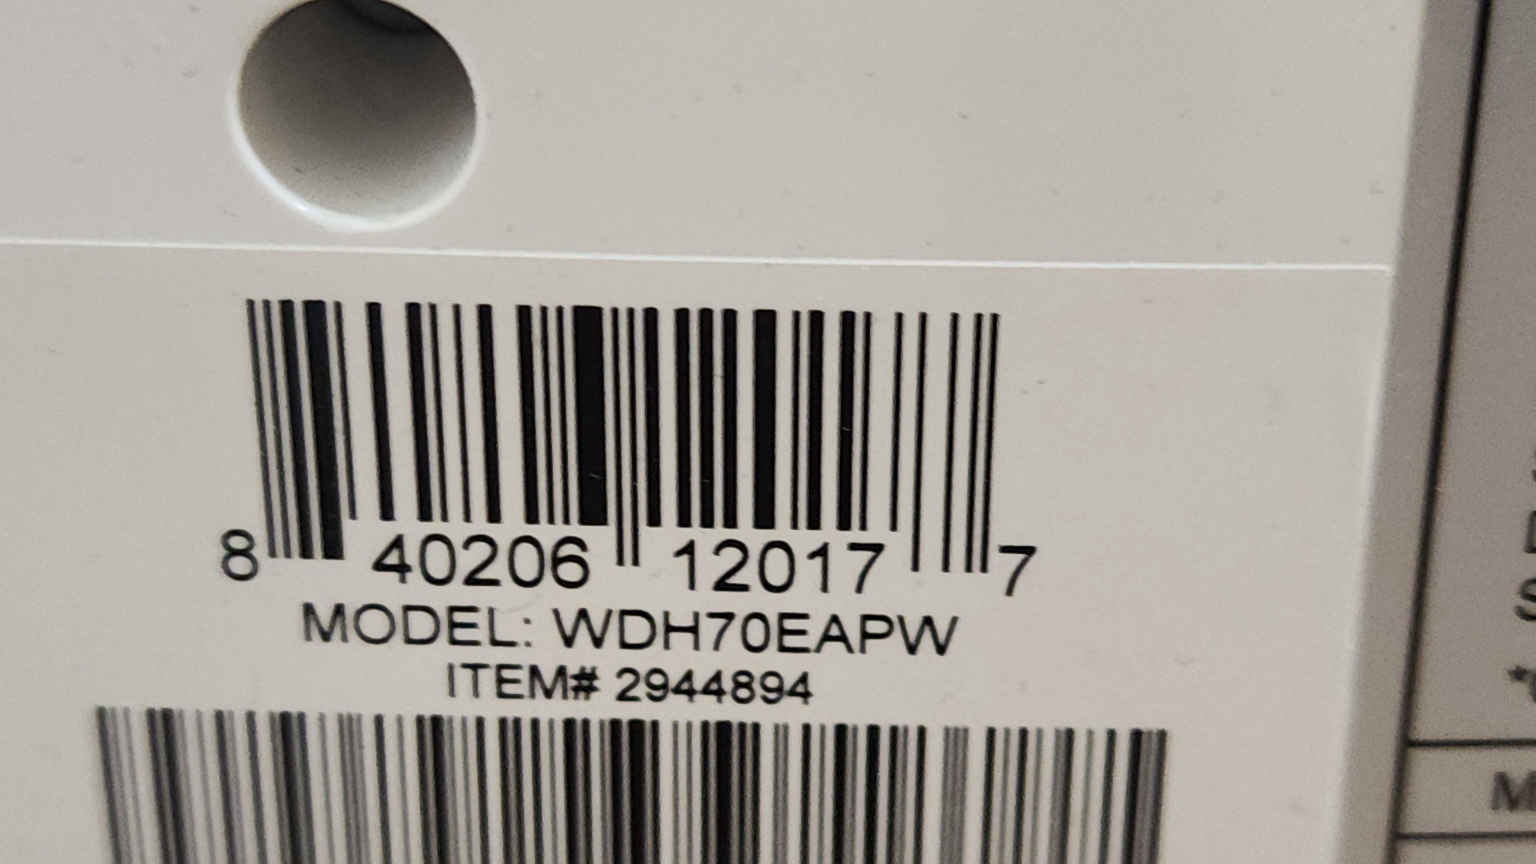 8 40206 12017 7
MODEL: WDH70EAPW
ITEM# 2944894